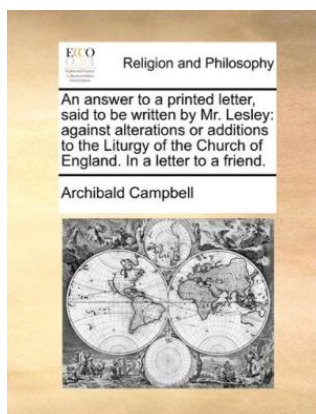 ECCO
Religion and Philosophy
An answer to a printed letter,
said to be written by Mr. Lesley:
against alterations or additions
to the Liturgy of the Church of
England. In a letter to a friend.
Archibald Campbell